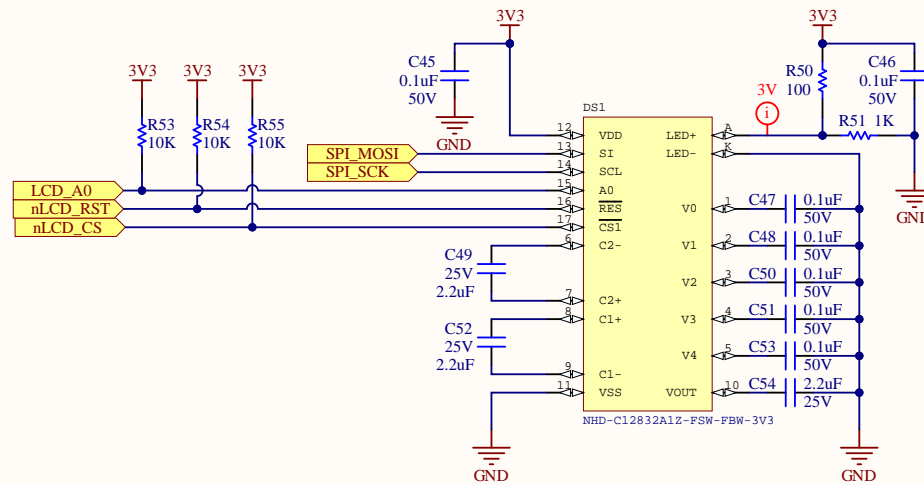 3V3
3V3
C45
0.1uF
50V
GND
R50
100
C46
0.1uF
50V
3V
i
R51 1K
GND
3V3 3V3 3V3
R53
10K
R54
10K
R55
10K
DS1
12 VDD LED+ A
SPI_MOSI 13 SI LED- K
SPI_SCK 14 SCL
LCD_A0 15 A0
nLCD_RST 16 RES V0 1 C47 0.1uF 50V
nLCD_CS 17 CS1
6 C2- V1 2 C48 0.1uF 50V
C49
25V
2.2uF
V2 3 C50 0.1uF 50V
7 C2+
8 C1+ V3 4 C51 0.1uF 50V
C52
25V
2.2uF
V4 5 C53 0.1uF 50V
9 C1-
11 VSS VOUT 10 C54 2.2uF 25V
NHD-C12832A1Z-FSW-FBW-3V3
GND
GND